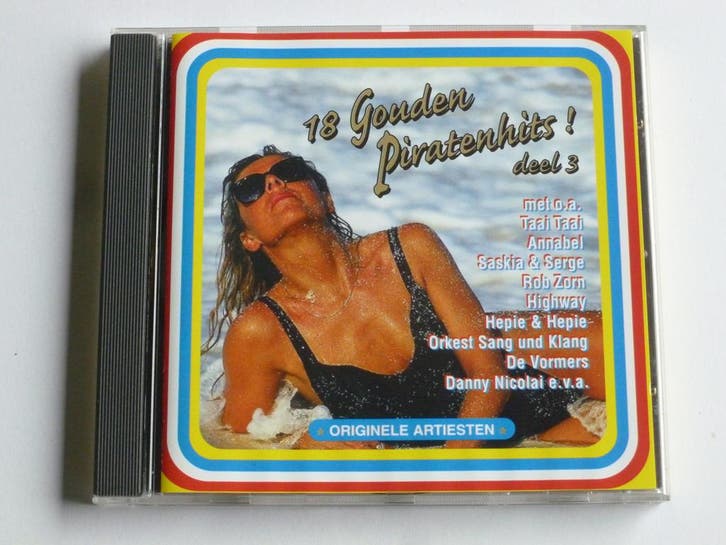 18 Gouden
Piratenhits !
deel 3
met o.a.
Taai Taai
Annabel
Saskia & Serge
Rob Zorn
Highway
Hepie & Hepie
Orkest Sang und Klang
De Vormers
Danny Nicolai e.v.a.
ORIGINELE ARTIESTEN